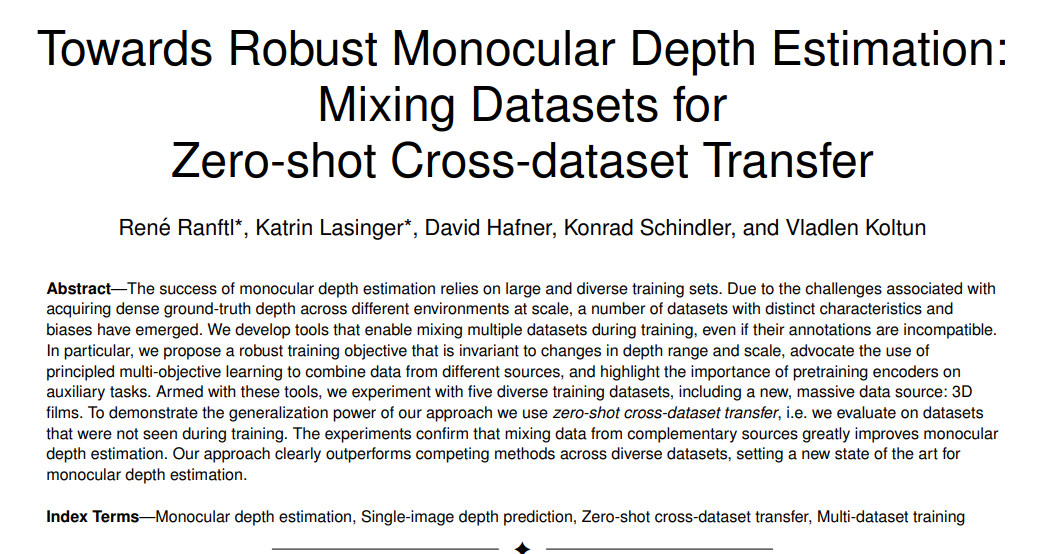 Towards Robust Monocular Depth Estimation:
Mixing Datasets for
Zero-shot Cross-dataset Transfer
René Ranftl*, Katrin Lasinger*, David Hafner, Konrad Schindler, and Vladlen Koltun
Abstract—The success of monocular depth estimation relies on large and diverse training sets. Due to the challenges associated with
acquiring dense ground-truth depth across different environments at scale, a number of datasets with distinct characteristics and
biases have emerged. We develop tools that enable mixing multiple datasets during training, even if their annotations are incompatible.
In particular, we propose a robust training objective that is invariant to changes in depth range and scale, advocate the use of
principled multi-objective learning to combine data from different sources, and highlight the importance of pretraining encoders on
auxiliary tasks. Armed with these tools, we experiment with five diverse training datasets, including a new, massive data source: 3D
films. To demonstrate the generalization power of our approach we use zero-shot cross-dataset transfer, i.e. we evaluate on datasets
that were not seen during training. The experiments confirm that mixing data from complementary sources greatly improves monocular
depth estimation. Our approach clearly outperforms competing methods across diverse datasets, setting a new state of the art for
monocular depth estimation.
Index Terms—Monocular depth estimation, Single-image depth prediction, Zero-shot cross-dataset transfer, Multi-dataset training